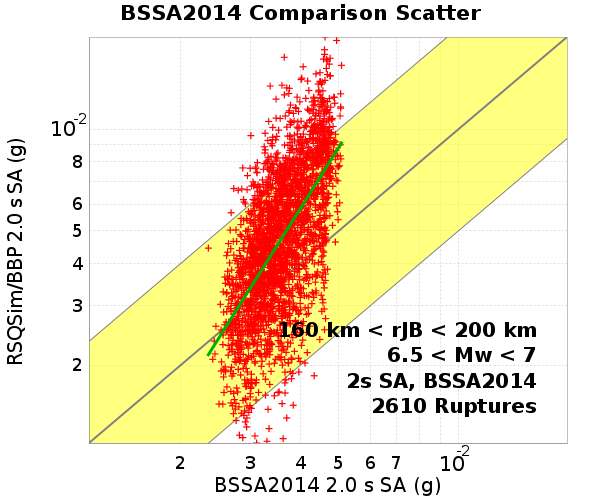 BSSA2014 Comparison Scatter
RSQSim/BBP 2.0 s SA (g)
10-2
8
6
5
4
3
2
160 km < rJB < 200 km
6.5 < Mw < 7
2s SA, BSSA2014
2610 Ruptures
2 3 4 5 6 7 10-2
BSSA2014 2.0 s SA (g)